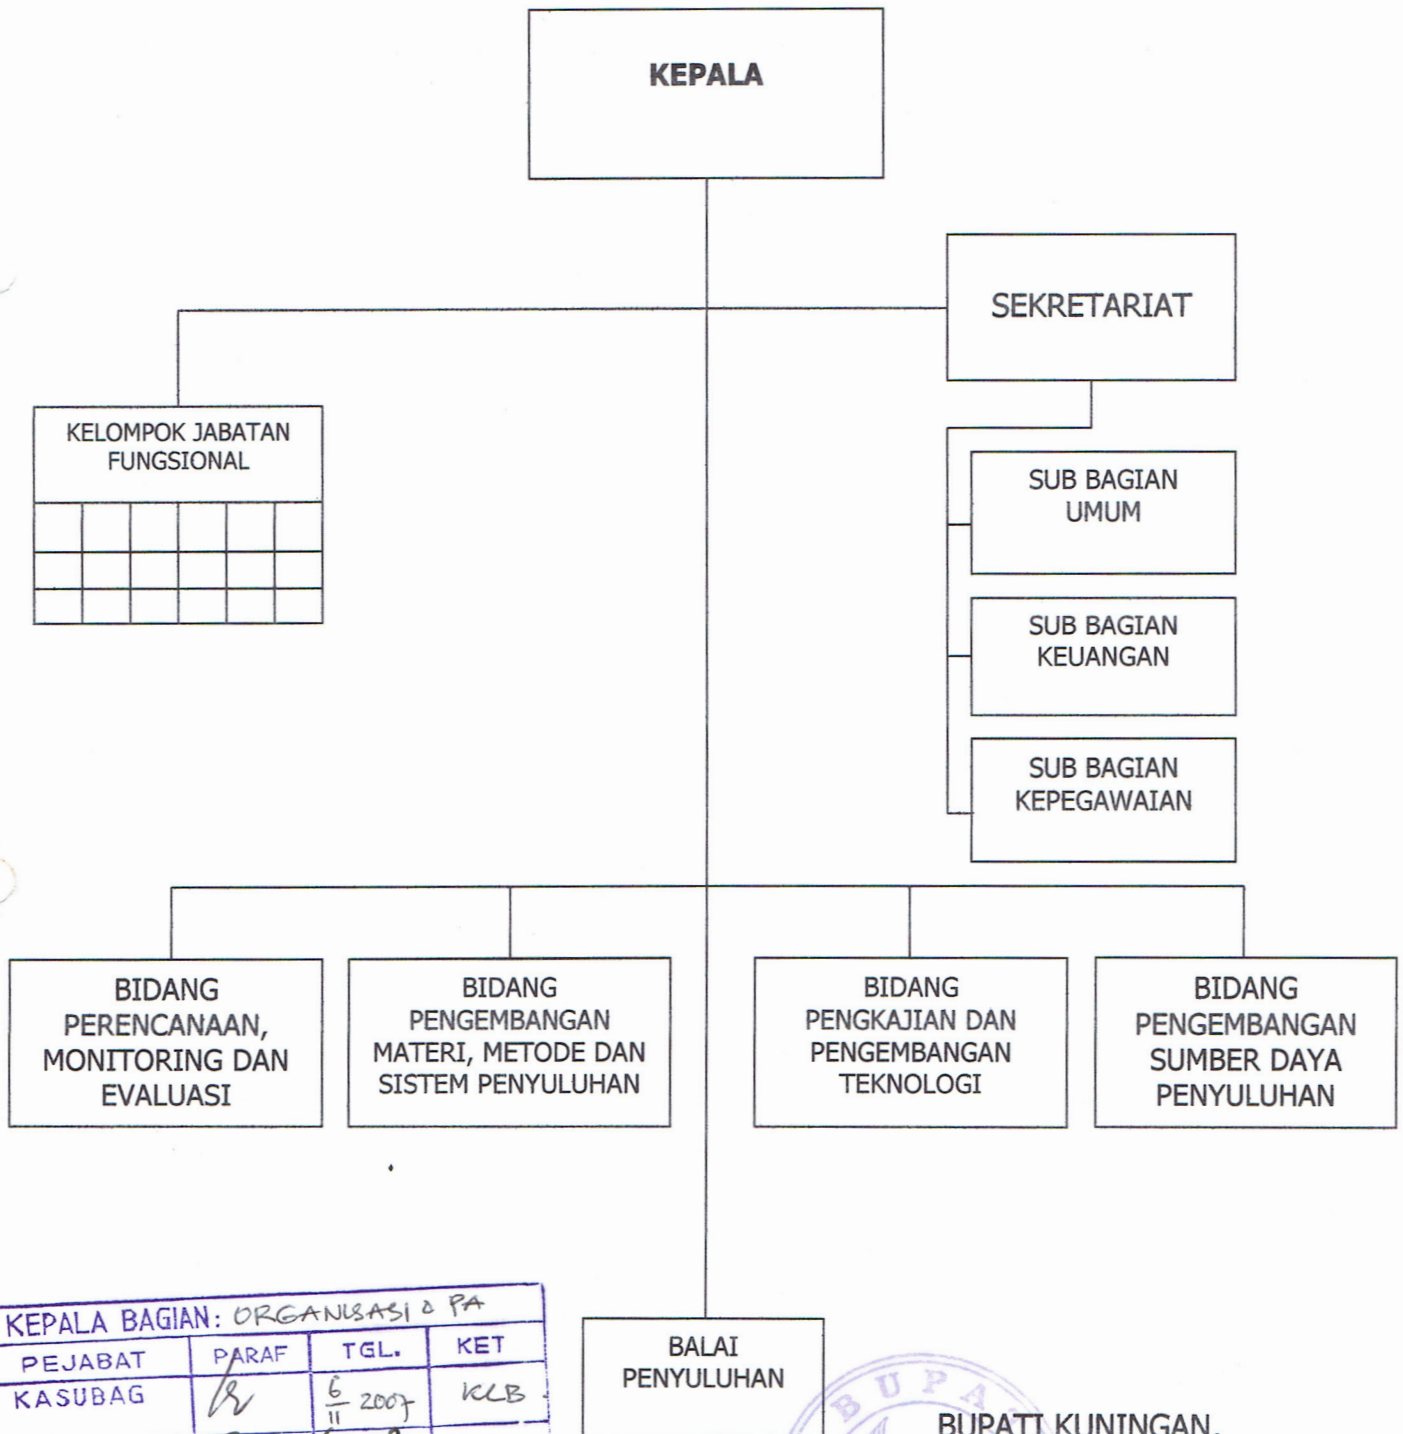 KEPALA
SEKRETARIAT
KELOMPOK JABATAN
FUNGSIONAL
SUB BAGIAN
UMUM
SUB BAGIAN
KEUANGAN
SUB BAGIAN
KEPEGAWAIAN
BIDANG
PERENCANAAN,
MONITORING DAN
EVALUASI
BIDANG
PENGEMBANGAN
MATERI, METODE DAN
SISTEM PENYULUHAN
BIDANG
PENGKAJIAN DAN
PENGEMBANGAN
TEKNOLOGI
BIDANG
PENGEMBANGAN
SUMBER DAYA
PENYULUHAN
KEPALA BAGIAN: ORGANISASI & PA
PEJABAT PARAF TGL. KET
KASUBAG 6/11 2007
BALAI
PENYULUHAN
BUPA
BUPATI KUNINGAN,